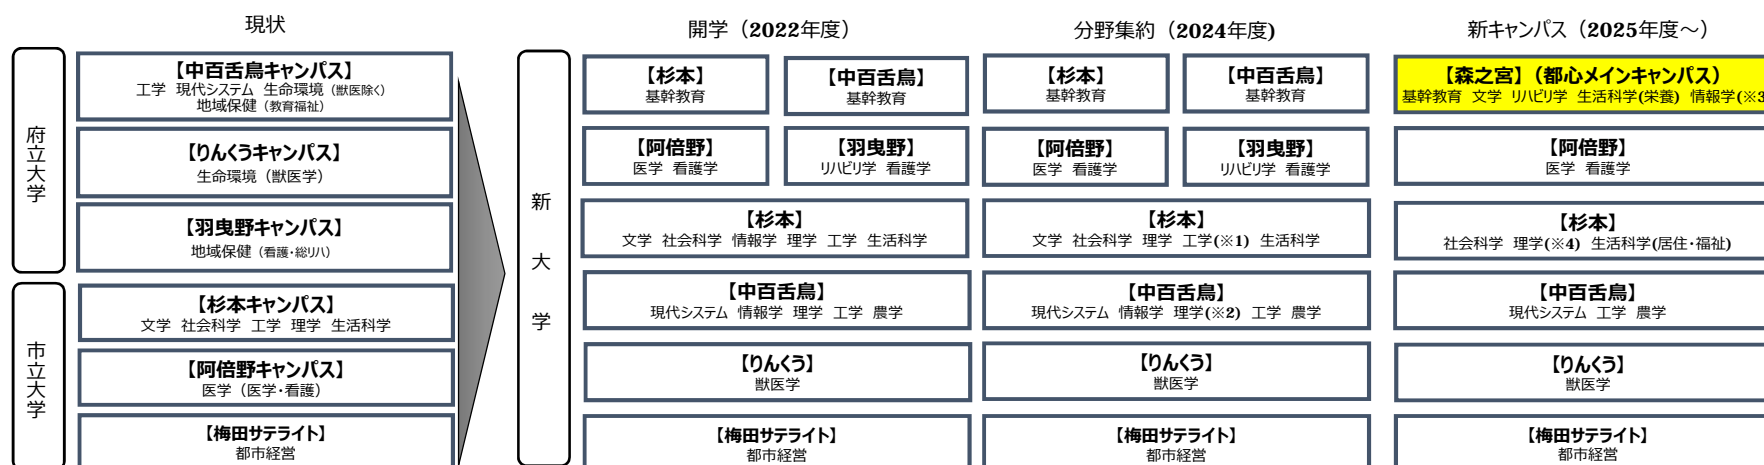 現状
府立大学
【中百舌鳥キャンパス】
工学 現代システム 生命環境（獣医除く）
地域保健（教育福祉）
【りんくうキャンパス】
生命環境（獣医学）
【羽曳野キャンパス】
地域保健（看護・総リハ）
市立大学
【杉本キャンパス】
文学 社会科学 工学 理学 生活科学
【阿倍野キャンパス】
医学（医学・看護）
【梅田サテライト】
都市経営
新大学
開学（2022年度）
【杉本】
基幹教育
【中百舌鳥】
基幹教育
【阿倍野】
医学 看護学
【羽曳野】
リハビリ学 看護学
【杉本】
文学 社会科学 情報学 理学 工学 生活科学
【中百舌鳥】
現代システム 情報学 理学 工学 農学
【りんくう】
獣医学
【梅田サテライト】
都市経営
分野集約（2024年度)
【杉本】
基幹教育
【中百舌鳥】
基幹教育
【阿倍野】
医学 看護学
【羽曳野】
リハビリ学 看護学
【杉本】
文学 社会科学 理学 工学(※1) 生活科学
【中百舌鳥】
現代システム 情報学 理学(※2) 工学 農学
【りんくう】
獣医学
【梅田サテライト】
都市経営
新キャンパス（2025年度～）
【森之宮】（都心メインキャンパス）
基幹教育 文学 リハビリ学 生活科学(栄養) 情報学(※3
【阿倍野】
医学 看護学
【杉本】
社会科学 理学(※4) 生活科学(居住・福祉)
【中百舌鳥】
現代システム 工学 農学
【りんくう】
獣医学
【梅田サテライト】
都市経営